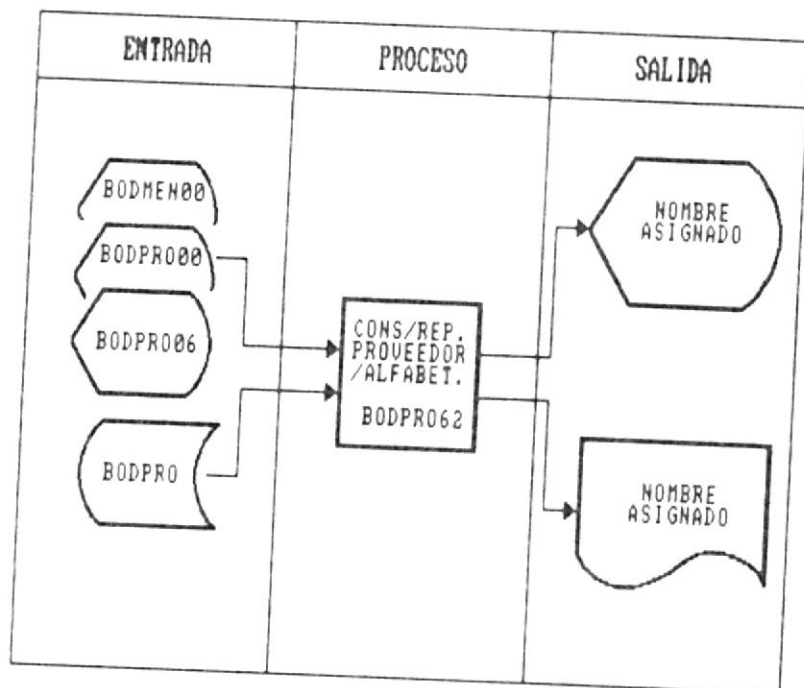 ENTRADA
PROCESO
SALIDA
BODMEN00
BODPRO00
BODPRO06
BODPRO
CONS/REP.
PROVEEDOR
/ALFABET.
BODPRO62
NOMBRE
ASIGNADO
NOMBRE
ASIGNADO